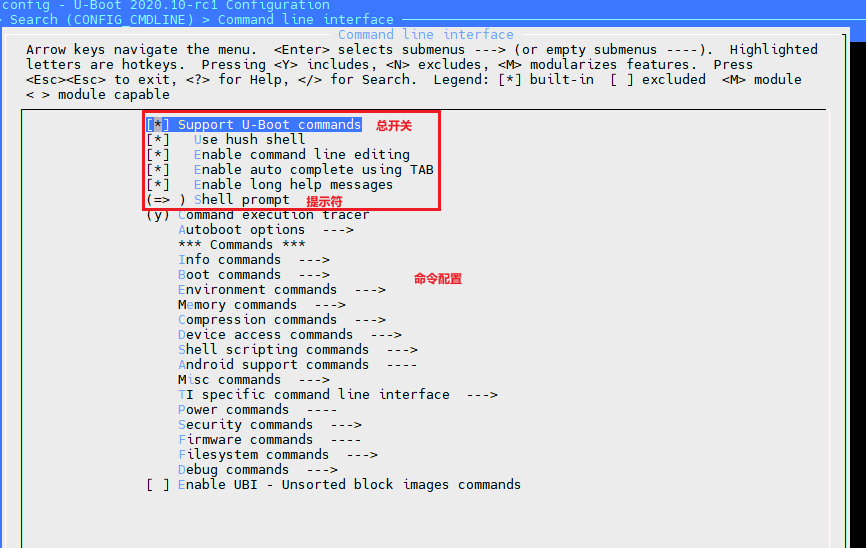 config - U-Boot 2020.10-rc1 Configuration
Search (CONFIG_CMDLINE) > Command line interface
Command line interface
Arrow keys navigate the menu. <Enter> selects submenus ---> (or empty submenus ----). Highlighted
letters are hotkeys. Pressing <Y> includes, <N> excludes, <M> modularizes features. Press
<Esc><Esc> to exit, <?> for Help, </> for Search. Legend: [*] built-in [ ] excluded <M> module
< > module capable
[*] Support U-Boot commands 总开关
[*] Use hush shell
[*] Enable command line editing
[*] Enable auto complete using TAB
[*] Enable long help messages
(=> ) Shell prompt 提示符
(y) Command execution tracer
Autoboot options --->
*** Commands ***
Info commands --->
Boot commands ---> 命令配置
Environment commands --->
Memory commands --->
Compression commands --->
Device access commands --->
Shell scripting commands --->
Android support commands ----
Misc commands --->
TI specific command line interface --->
Power commands ----
Security commands --->
Firmware commands ----
Filesystem commands --->
Debug commands --->
[ ] Enable UBI - Unsorted block images commands